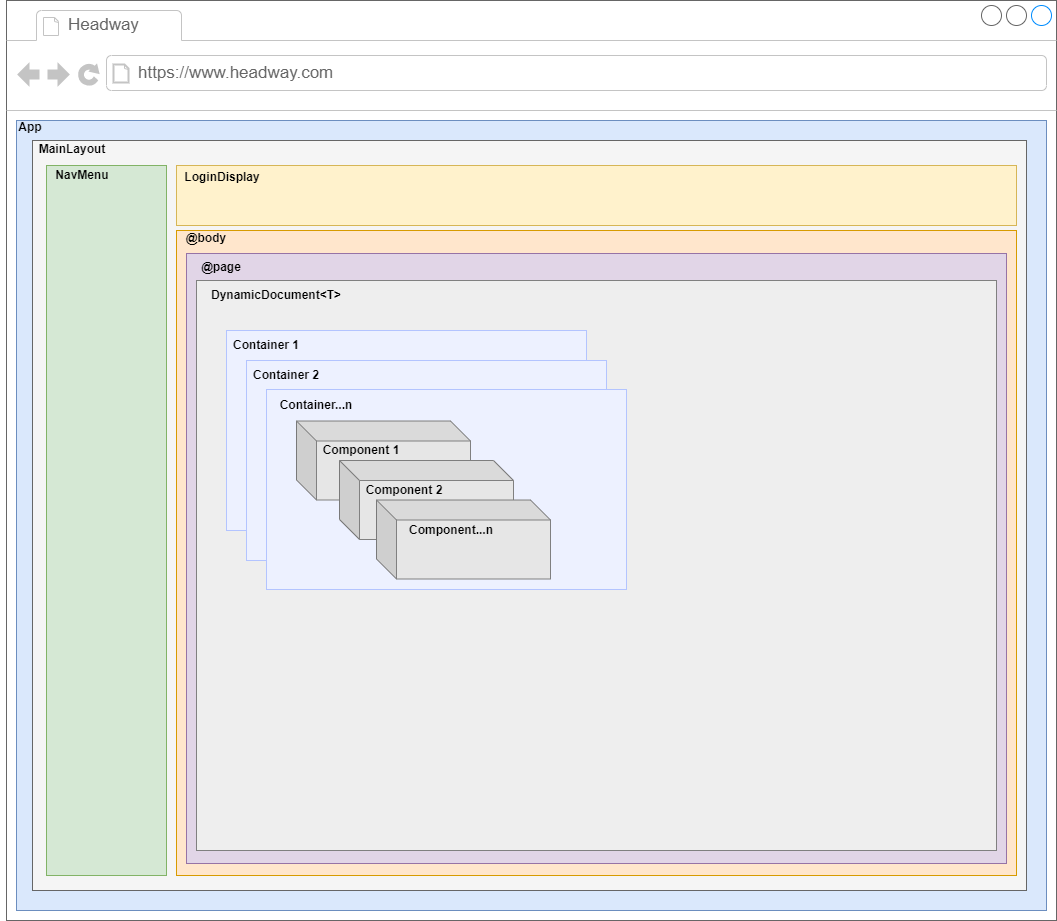 Headway
https://www.headway.com
App
MainLayout
NavMenu
LoginDisplay
@body
@page
DynamicDocument<T>
Container 1
Container 2
Container...n
Component 1
Component 2
Component...n